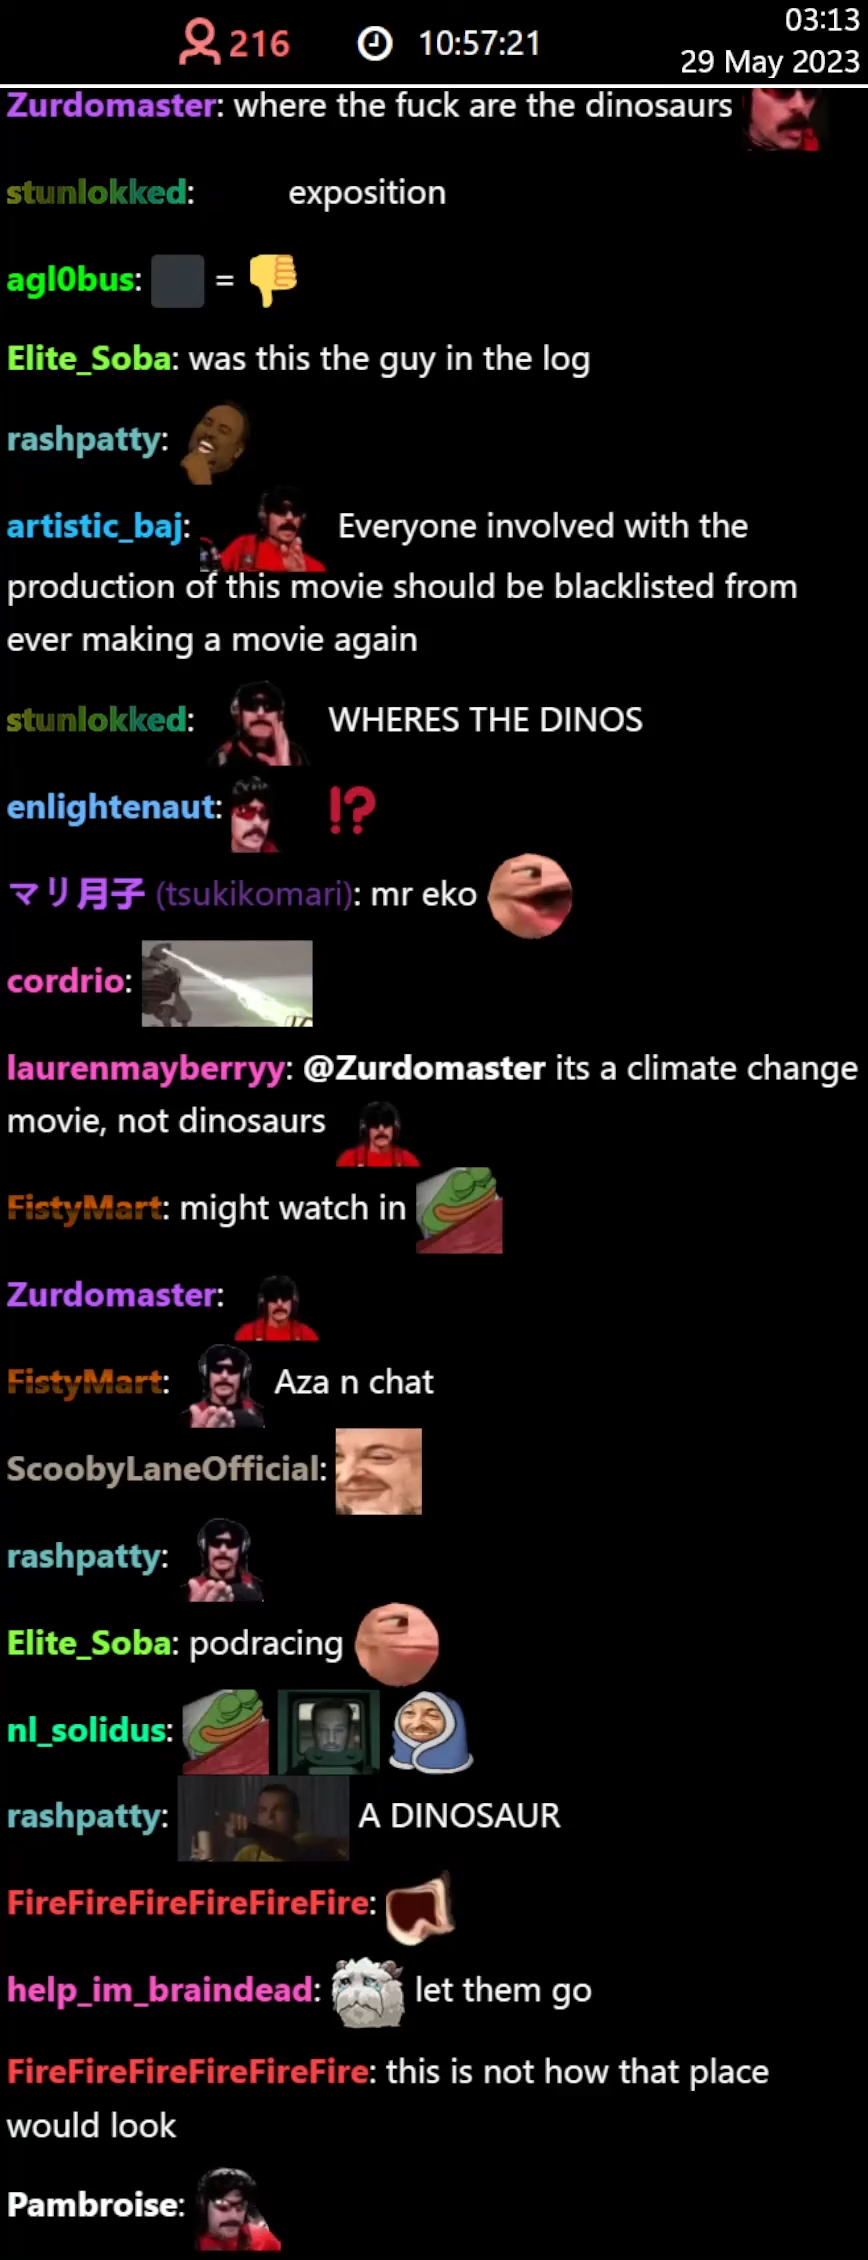 216 10:57:21 03:13
29 May 2023
Zurdomaster: where the fuck are the dinosaurs
stunlokked: exposition
agl0bus: =
Elite_Soba: was this the guy in the log
rashpatty:
artistic_baj: Everyone involved with the
production of this movie should be blacklisted from
ever making a movie again
stunlokked: WHERES THE DINOS
enlightenaut: !?
マリ月子 (tsukikomari): mr eko
cordrio:
laurenmayberryy: @Zurdomaster its a climate change
movie, not dinosaurs
FistyMart: might watch in
Zurdomaster:
FistyMart: Aza n chat
ScoobyLaneOfficial:
rashpatty:
Elite_Soba: podracing
nl_solidus:
rashpatty: A DINOSAUR
FireFireFireFireFireFire:
help_im_braindead: let them go
FireFireFireFireFireFire: this is not how that place
would look
Pambroise: